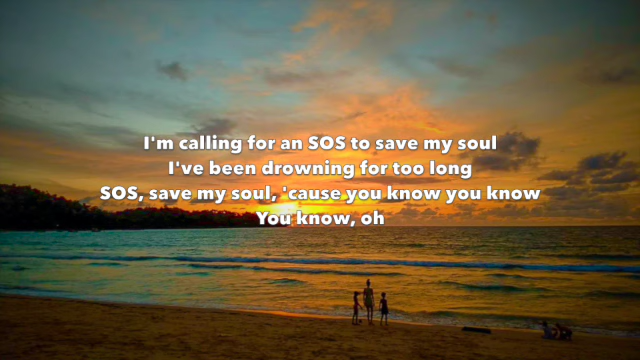 I'm calling for an SOS to save my soul
I've been drowning for too long
SOS, save my soul, 'cause you know you know
You know, oh